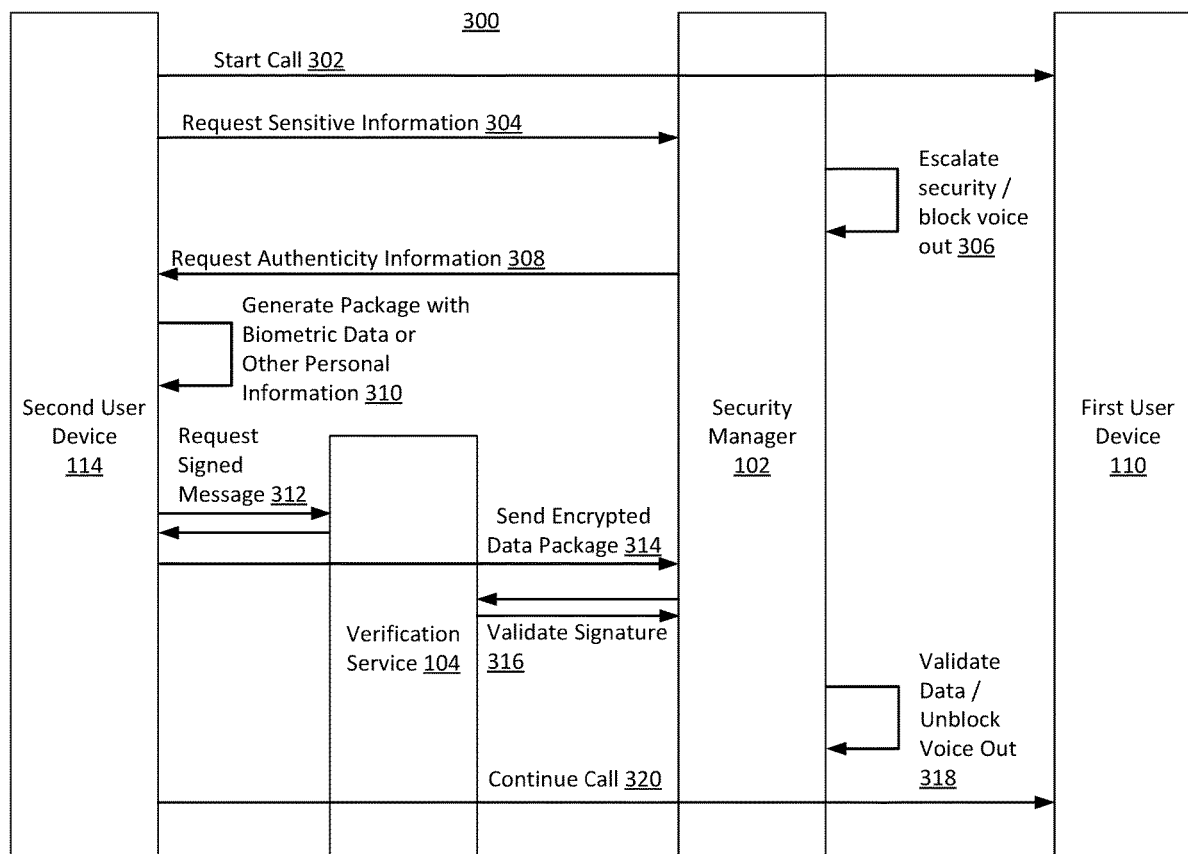 300
Start Call 302
Request Sensitive Information 304
Escalate
security /
block voice
out 306
Request Authenticity Information 308
Generate Package with
Biometric Data or
Other Personal
Information 310
Second User
Device
114
Security
Manager
102
First User
Device
110
Request
Signed
Message 312
Send Encrypted
Data Package 314
Verification
Service 104
Validate Signature
316
Validate
Data /
Unblock
Voice Out
318
Continue Call 320